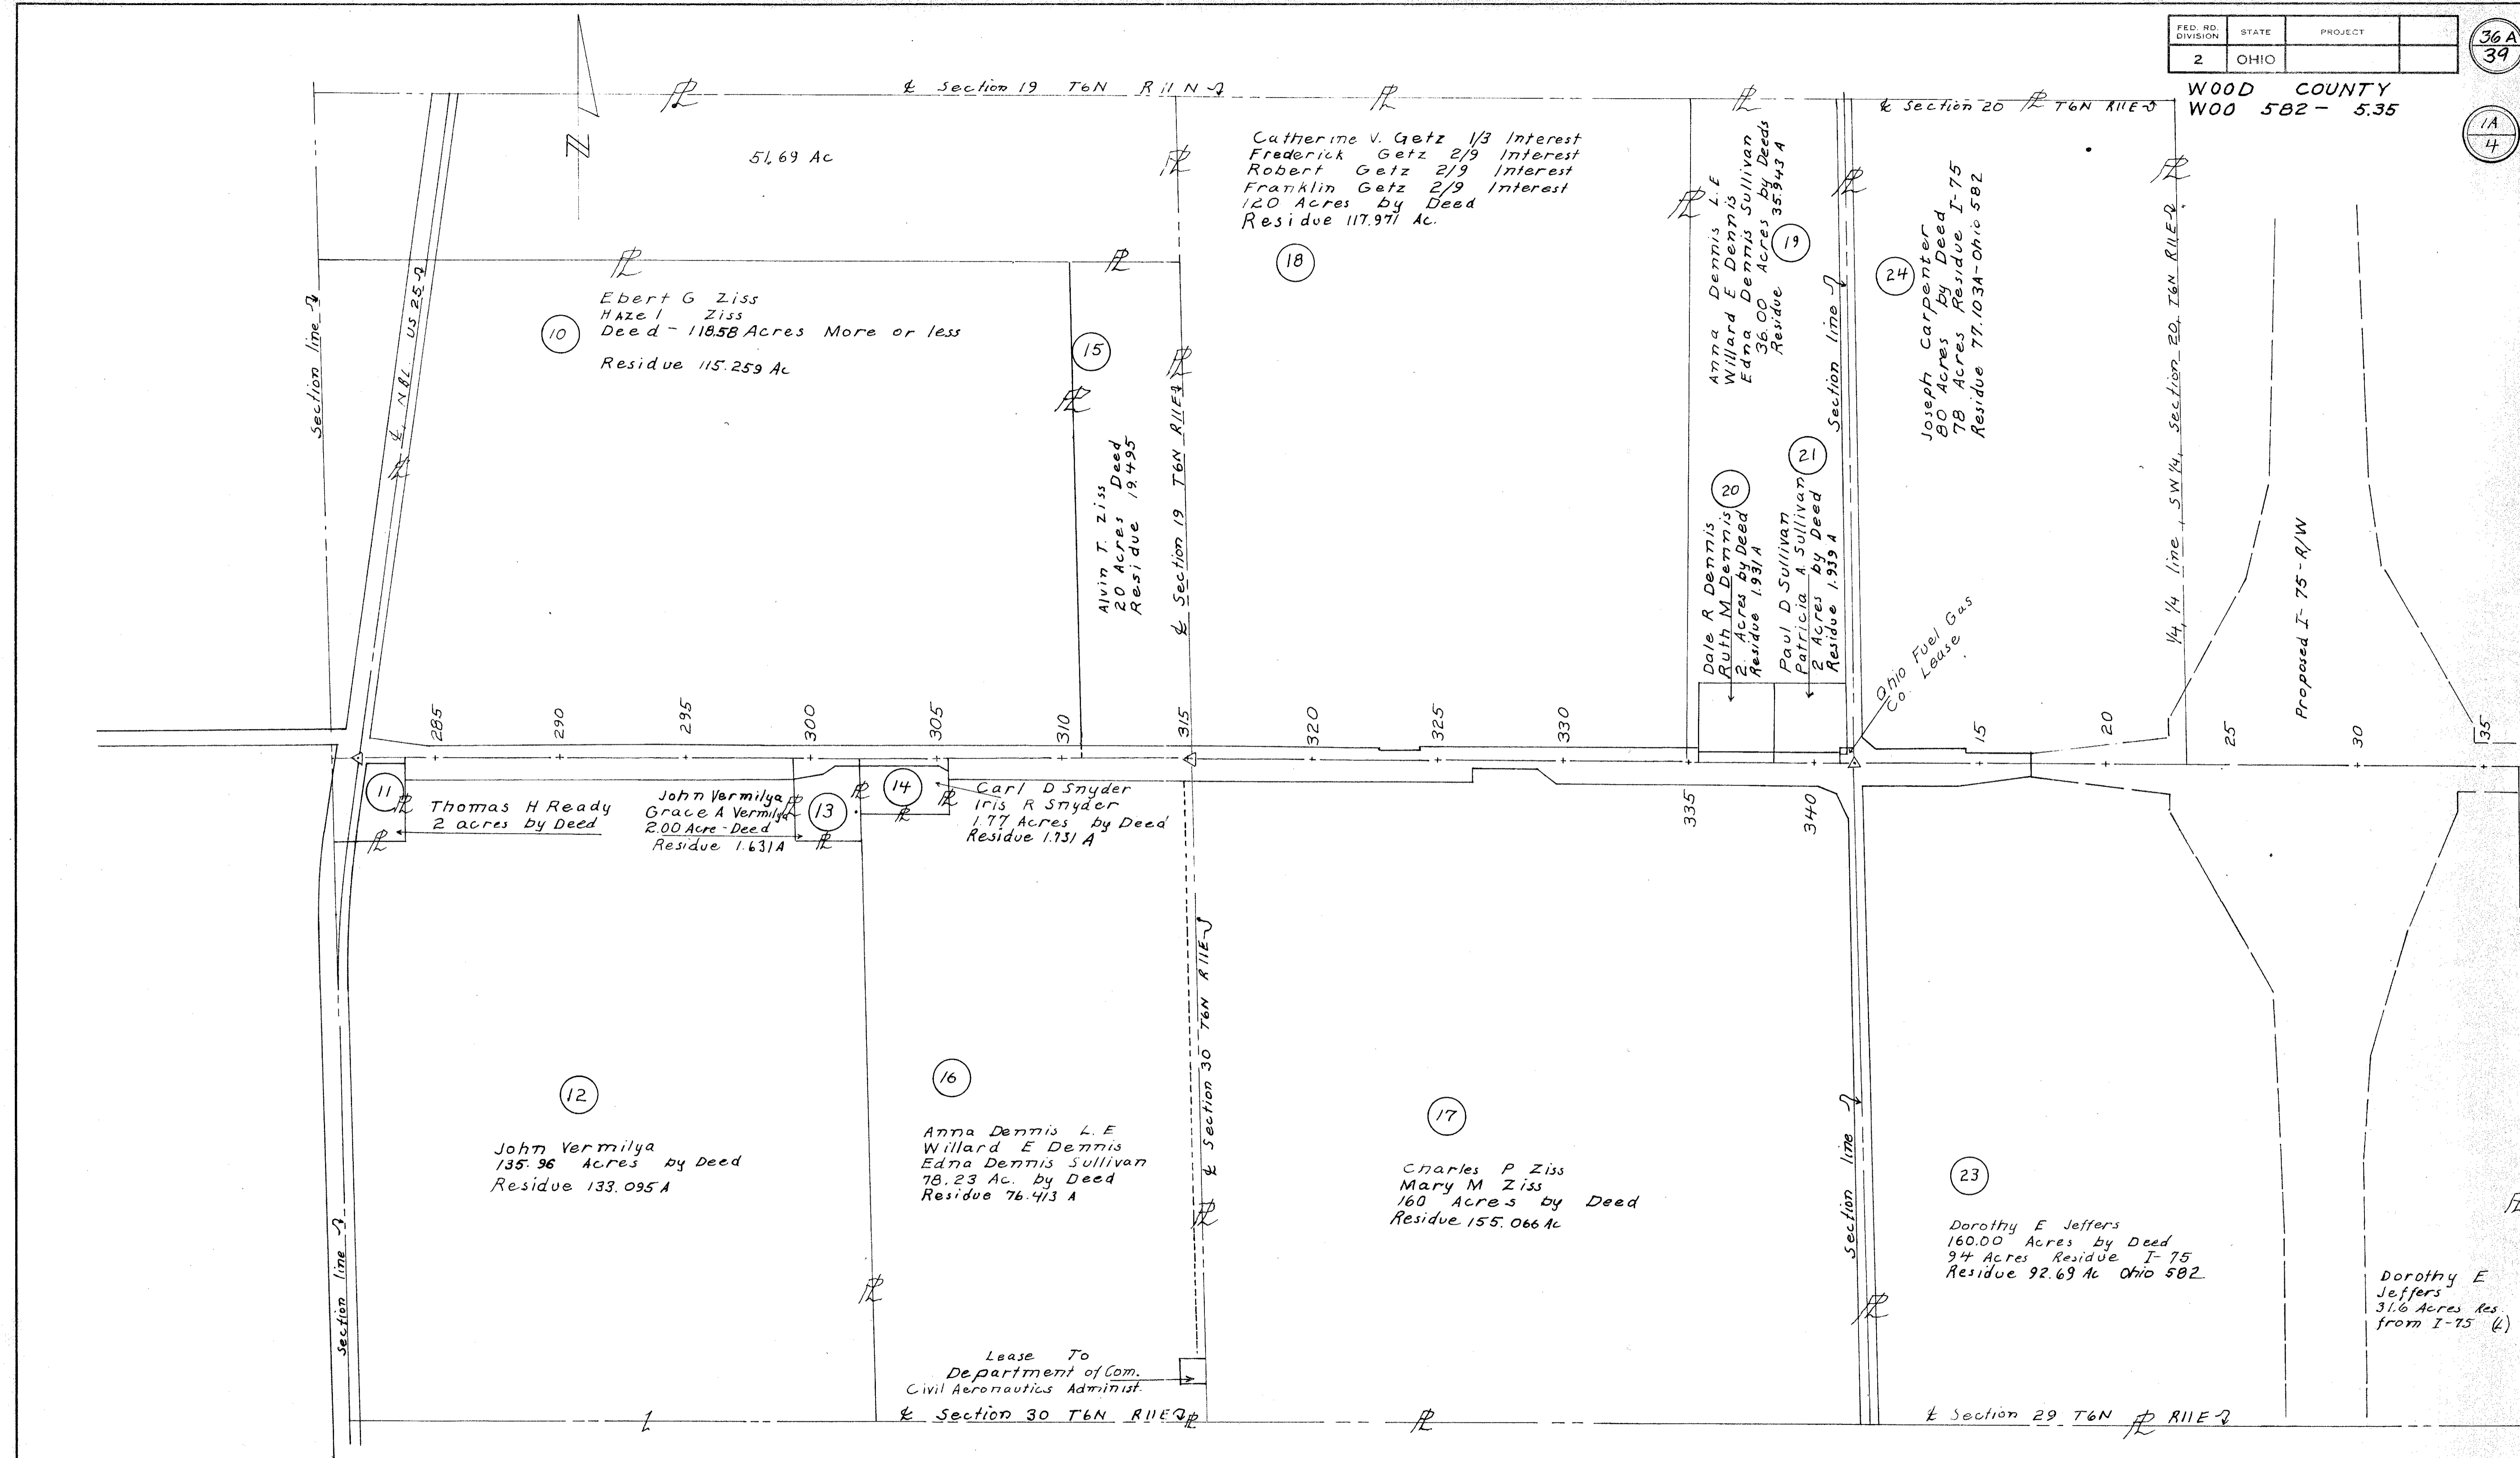 FED. RD. DIVISION
STATE
PROJECT
2
OHIO
36A
39
WOOD COUNTY
WOO 582 - 5.35
1A
4
℄ Section 19 T6N R11N
℄ Section 20 ℙL T6N R11E
51.69 Ac
N
Catherine V. Getz 1/3 Interest
Frederick Getz 2/9 Interest
Robert Getz 2/9 Interest
Franklin Getz 2/9 Interest
120 Acres by Deed
Residue 117.971 Ac.
18
Anna Dennis L.E
Willard E Dennis
Edna Dennis Sullivan
36.00 Acres by Deeds
Residue 35.943 A
19
24
Joseph Carpenter
80 Acres by Deed
78 Acres Residue I-75
Residue 77.103A-Ohio 582
Section line
℄ NBL US 25
10
Ebert G Ziss
Hazel Ziss
Deed - 118.58 Acres More or less
Residue 115.259 Ac
15
Alvin T. Ziss
20 Acres Deed
Residue 19.495
℄ Section 19 T6N R11E
Section line
20
Dale R Dennis
Ruth M Dennis
2 Acres by Deed
Residue 1.931A
21
Paul D Sullivan
Patricia A. Sullivan
2 Acres by Deed
Residue 1.939 A
Ohio Fuel Gas
Co. Lease
1/4, 1/4 line, SW 1/4, Section 20, T6N R11E
Proposed I-75-R/W
285
290
295
300
305
310
315
320
325
330
335
340
15
20
25
30
35
11
Thomas H Ready
2 acres by Deed
John Vermilya
Grace A Vermilya
2.00 Acre-Deed
Residue 1.631A
13
14
Carl D Snyder
Iris R Snyder
1.77 Acres by Deed
Residue 1.731 A
12
John Vermilya
135.96 Acres by Deed
Residue 133.095A
16
Anna Dennis L.E
Willard E Dennis
Edna Dennis Sullivan
78.23 Ac. by Deed
Residue 76.413 A
℄ Section 30 T6N R11E
17
Charles P Ziss
Mary M Ziss
160 Acres by Deed
Residue 155.066 Ac
Section line
23
Dorothy E Jeffers
160.00 Acres by Deed
94 Acres Residue I-75
Residue 92.69 Ac Ohio 582
Dorothy E
Jeffers
31.6 Acres Res.
from I-75 (L)
Section line
Lease To
Department of Com.
Civil Aeronautics Administ.
℄ Section 30 T6N R11E
℄ Section 29 T6N ℙL R11E